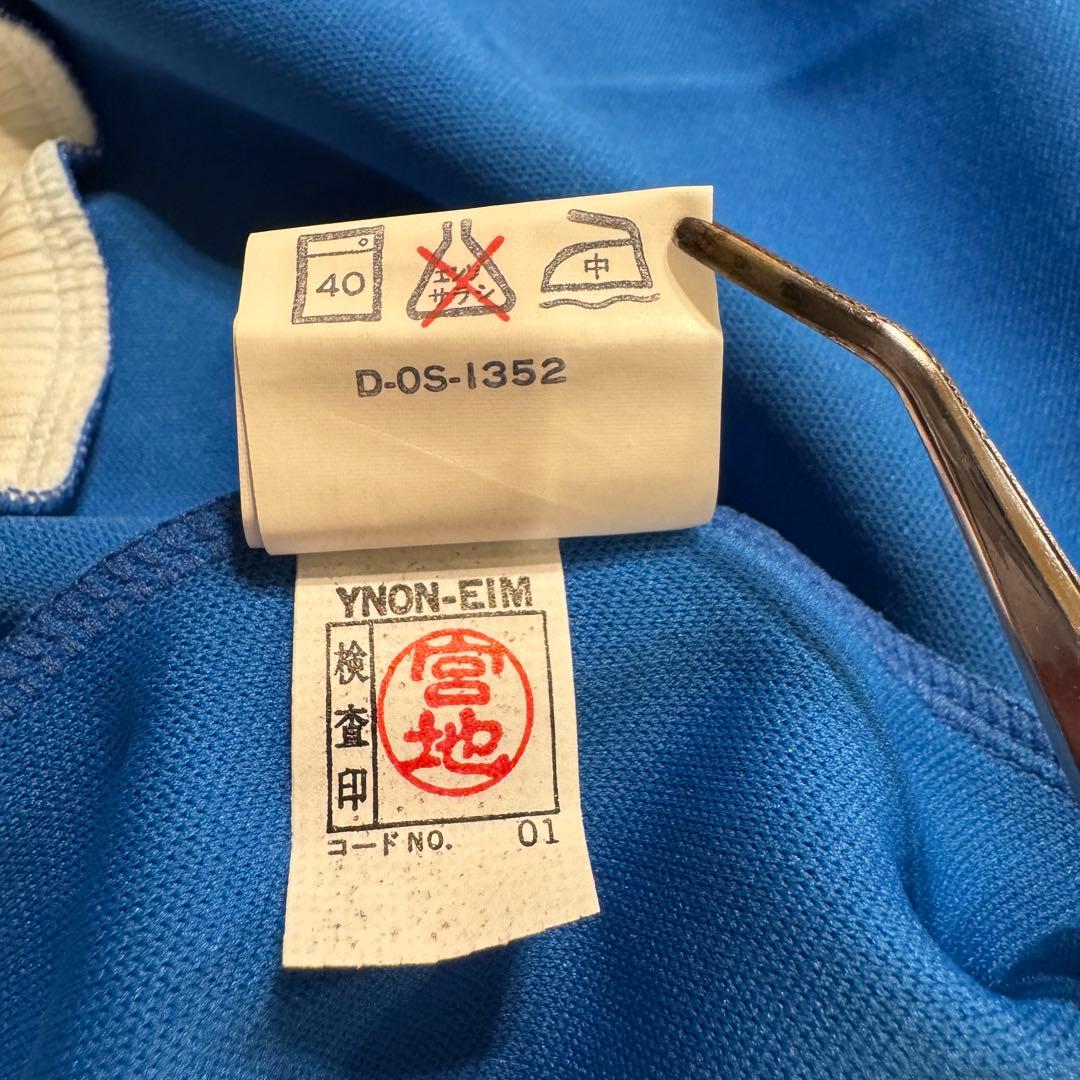 40
エンソ
サラシ
中
D-OS-1352
YNON-EIM
検査印
宮地
コードNO. 01